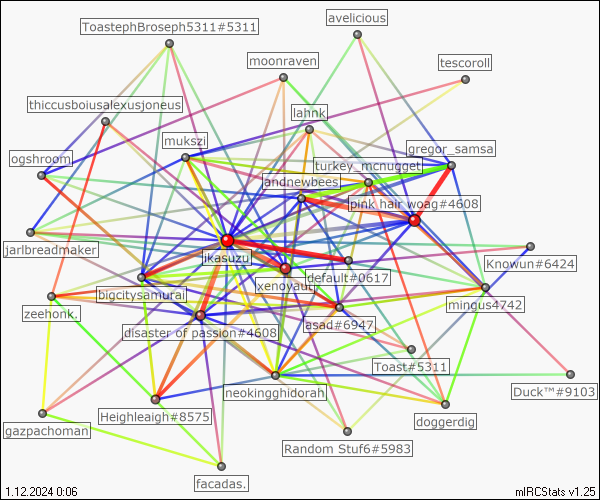 ToastephBroseph5311#5311
avelicious
moonraven
tescoroll
thiccusboiusalexusjoneus
lahnk
mukszi
gregor_samsa
ogshroom
turkey_mcnugget
andnewbees
pink hair woag#4608
jarlbreadmaker
jikasuzu
Knowun#6424
default#0617
xenoyaut
bigcitysamurai
mingus4742
zeehonk.
disaster of passion#4608
asad#6947
Toast#5311
neokingghidorah
Duck™#9103
Heighleaigh#8575
doggerdig
gazpachoman
Random Stuf6#5983
facadas.
1.12.2024 0:06
mIRCStats v1.25